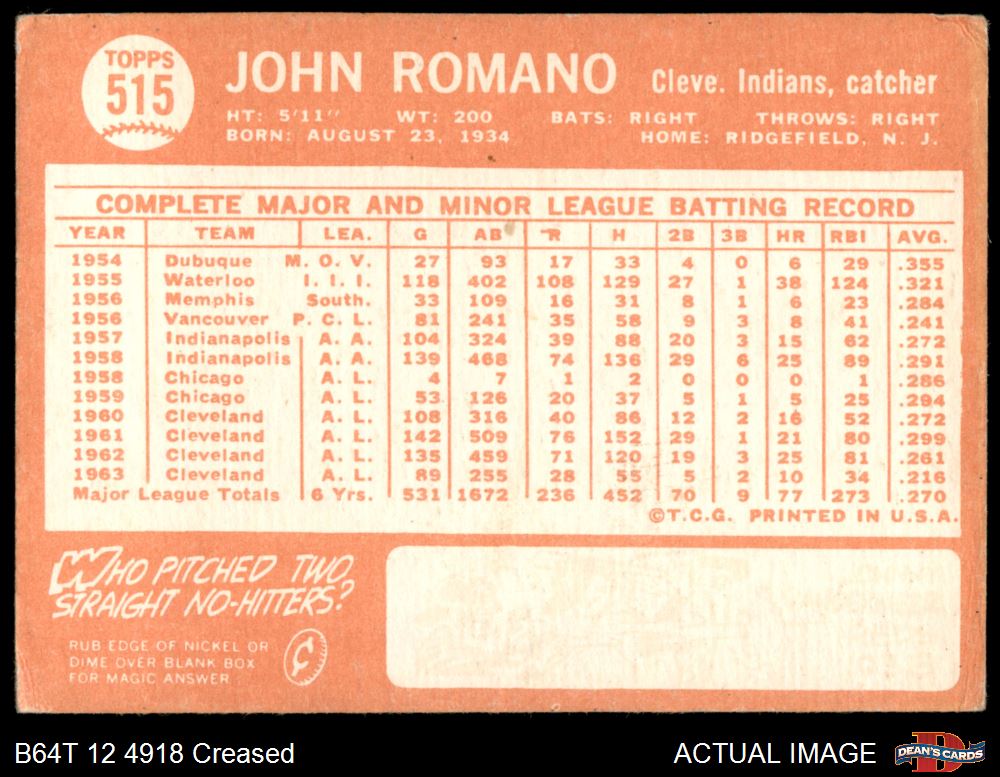 TOPPS
515
JOHN ROMANO Cleve. Indians, catcher
HT: 5'11" WT: 200 BATS: RIGHT THROWS: RIGHT
BORN: AUGUST 23, 1934 HOME: RIDGEFIELD, N. J.
COMPLETE MAJOR AND MINOR LEAGUE BATTING RECORD
YEAR TEAM LEA. G AB R H 2B 3B HR RBI AVG.
1954 Dubuque M. O. V. 27 93 17 33 4 0 6 29 .355
1955 Waterloo I. I. I. 118 402 108 129 27 1 38 124 .321
1956 Memphis South. 33 109 16 31 8 1 6 23 .284
1956 Vancouver P. C. L. 81 241 35 58 9 3 8 41 .241
1957 Indianapolis A. A. 104 324 39 88 20 3 15 62 .272
1958 Indianapolis A. A. 139 468 74 136 29 6 25 89 .291
1958 Chicago A. L. 4 7 1 2 0 0 0 1 .286
1959 Chicago A. L. 53 126 20 37 5 1 5 25 .294
1960 Cleveland A. L. 108 316 40 86 12 2 16 52 .272
1961 Cleveland A. L. 142 509 76 152 29 1 21 80 .299
1962 Cleveland A. L. 135 459 71 120 19 3 25 81 .261
1963 Cleveland A. L. 89 255 28 55 5 2 10 34 .216
Major League Totals 6 Yrs. 531 1672 236 452 70 9 77 273 .270
©T.C.G. PRINTED IN U.S.A.
WHO PITCHED TWO
STRAIGHT NO-HITTERS?
RUB EDGE OF NICKEL OR
DIME OVER BLANK BOX
FOR MAGIC ANSWER
¢
B64T 12 4918 Creased
ACTUAL IMAGE
DEAN'S CARDS